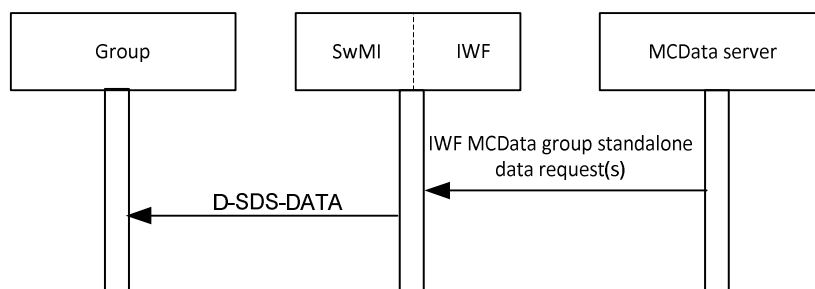 Group
SwMI
IWF
MCData server
IWF MCData group standalone
data request(s)
D-SDS-DATA